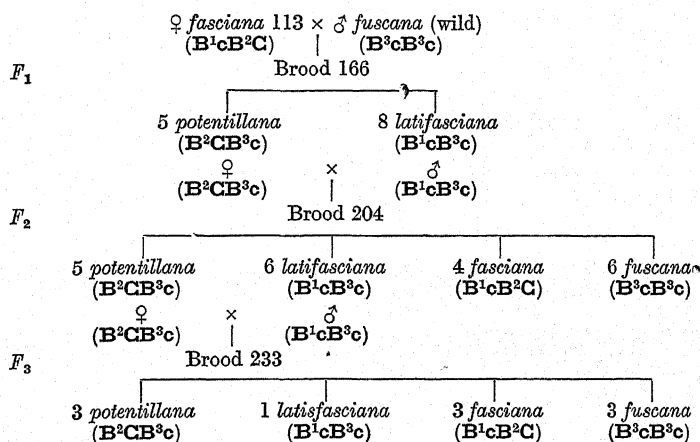 ♀ fasciana 113 × ♂ fuscana (wild)
(B¹cB²C) (B³cB³c)
Brood 166
F₁
5 potentillana 8 latifasciana
(B²CB³c) (B¹cB³c)
♀ × ♂
(B²CB³c) (B¹cB³c)
Brood 204
F₂
5 potentillana 6 latifasciana 4 fasciana 6 fuscana
(B²CB³c) (B¹cB³c) (B¹cB²C) (B³cB³c)
♀ × ♂
(B²CB³c) (B¹cB³c)
Brood 233
F₃
3 potentillana 1 latisfasciana 3 fasciana 3 fuscana
(B²CB³c) (B¹cB³c) (B¹cB²C) (B³cB³c)